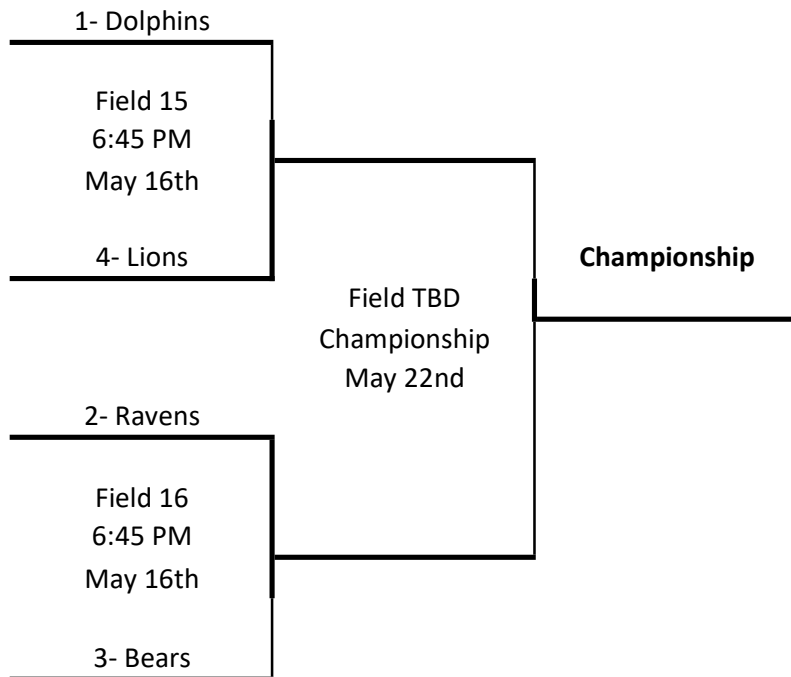 1- Dolphins
Field 15
6:45 PM
May 16th
4- Lions
Championship
Field TBD
Championship
May 22nd
2- Ravens
Field 16
6:45 PM
May 16th
3- Bears